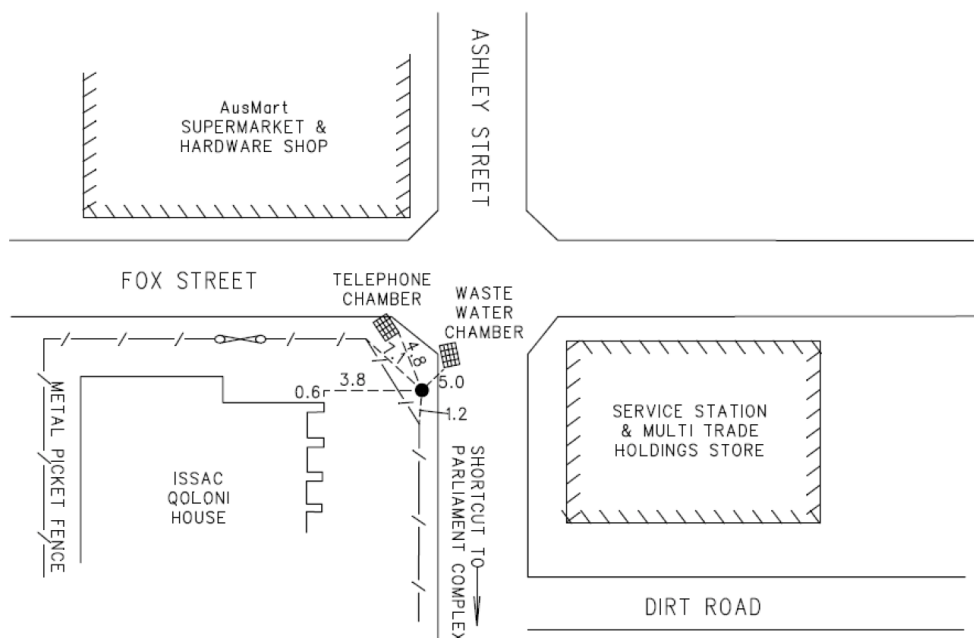 AusMart
SUPERMARKET &
HARDWARE SHOP
ASHLEY STREET
FOX STREET
TELEPHONE
CHAMBER
WASTE
WATER
CHAMBER
4.8
3.8
0.6
5.0
1.2
METAL PICKET FENCE
ISSAC
QOLONI
HOUSE
SERVICE STATION
& MULTI TRADE
HOLDINGS STORE
SHORTCUT TO
PARLIAMENT COMPLEX
DIRT ROAD